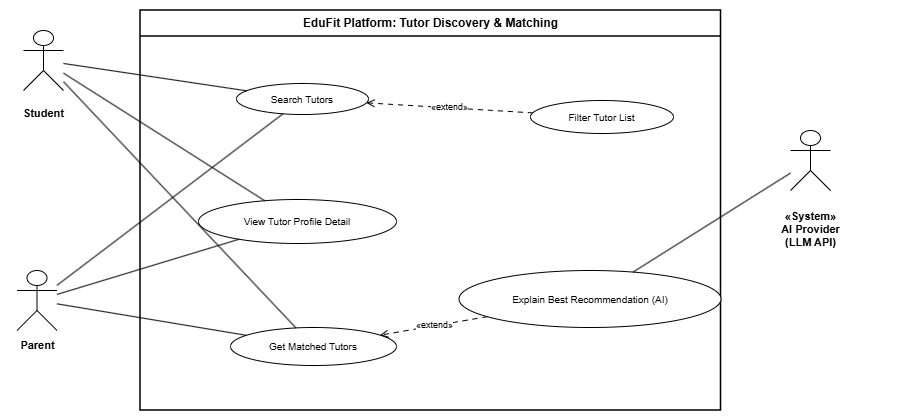 EduFit Platform: Tutor Discovery & Matching
Student
Search Tutors
«extend»
Filter Tutor List
«System»
AI Provider
(LLM API)
View Tutor Profile Detail
Explain Best Recommendation (AI)
«extend»
Get Matched Tutors
Parent